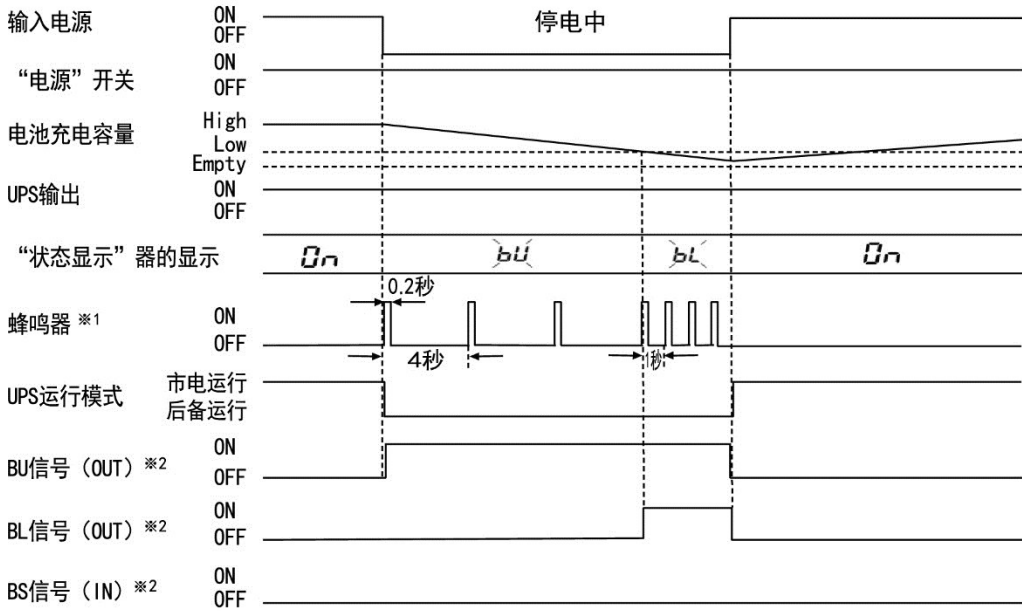 输入电源 ON 停电中
OFF
“电源”开关 ON
OFF
电池充电容量 High
Low
Empty
UPS输出 ON
OFF
“状态显示”器的显示 On bU bL On
0.2秒
蜂鸣器 ※1 ON
OFF
4秒 1秒
UPS运行模式 市电运行
后备运行
BU信号（OUT）※2 ON
OFF
BL信号（OUT）※2 ON
OFF
BS信号（IN）※2 ON
OFF